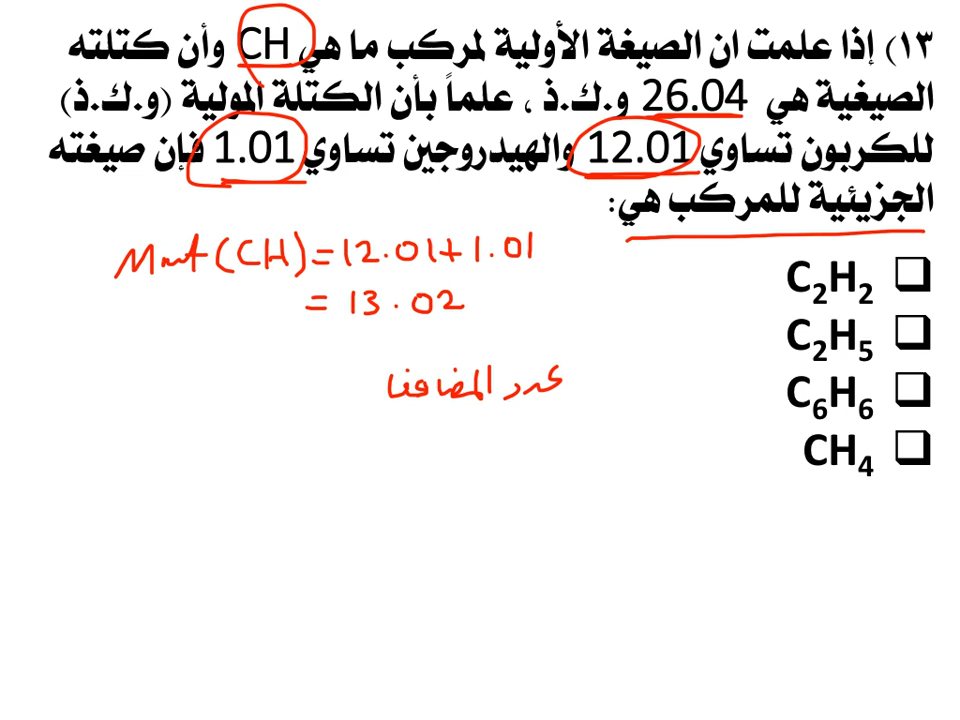 ١٣) إذا علمت ان الصيغة الأولية لمركب ما هي CH وأن كتلته
الصيغية هي 26.04 و.ك.ذ ، علماً بأن الكتلة المولية (و.ك.ذ)
للكربون تساوي 12.01 والهيدروجين تساوي 1.01 فإن صيغته
الجزيئية للمركب هي:
(CH) = 12.01 + 1.01
= 13.02
❑ C₂H₂
❑ C₂H₅
عدد
❑ C₆H₆
❑ CH₄